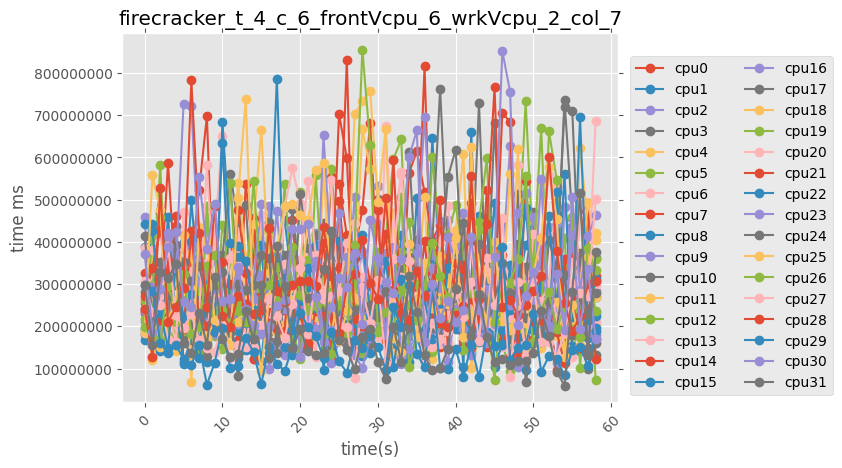 firecracker_t_4_c_6_frontVcpu_6_wrkVcpu_2_col_7
time ms
800000000
700000000
600000000
500000000
400000000
300000000
200000000
100000000
0
10
20
30
40
50
60
time(s)
cpu0
cpu1
cpu2
cpu3
cpu4
cpu5
cpu6
cpu7
cpu8
cpu9
cpu10
cpu11
cpu12
cpu13
cpu14
cpu15
cpu16
cpu17
cpu18
cpu19
cpu20
cpu21
cpu22
cpu23
cpu24
cpu25
cpu26
cpu27
cpu28
cpu29
cpu30
cpu31